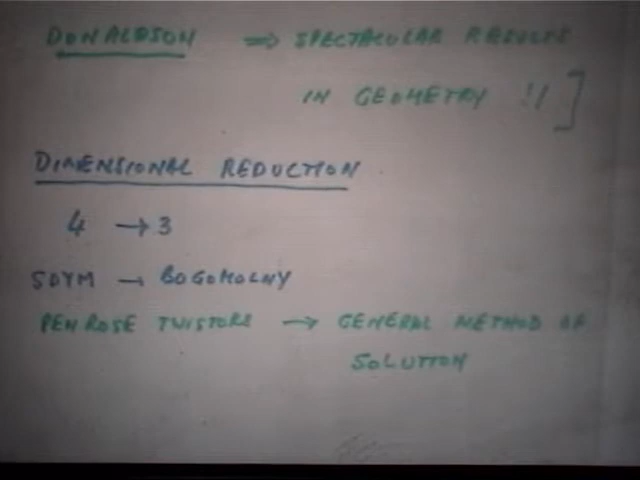 DONALDSON ⇒ SPECTACULAR RESULTS
IN GEOMETRY !! ]
DIMENSIONAL REDUCTION
4 → 3
SDYM → BOGOMOLNY
PENROSE TWISTORS → GENERAL METHOD OF
SOLUTION